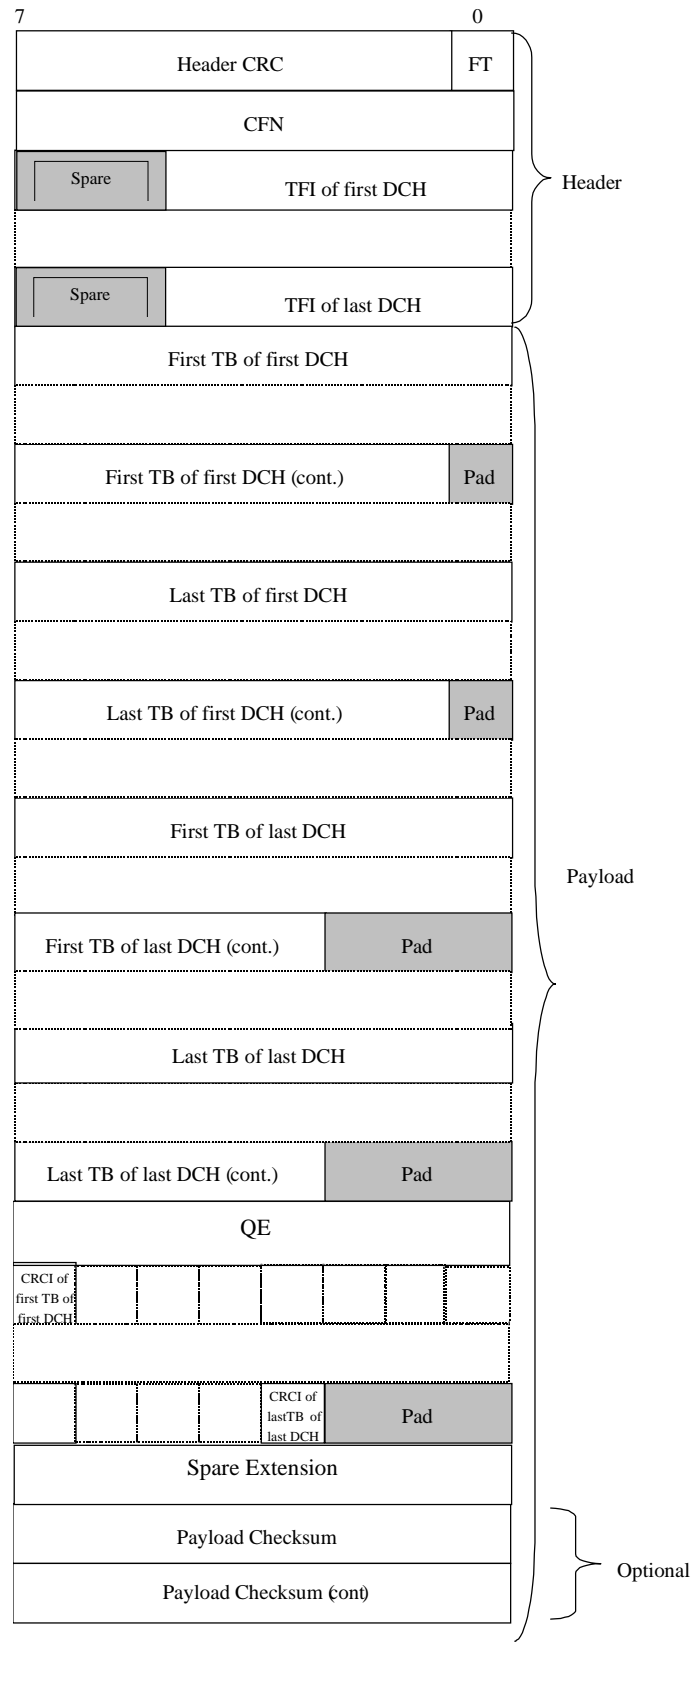 7 0
Header CRC FT
CFN
Spare TFI of first DCH
Header
Spare TFI of last DCH
First TB of first DCH
First TB of first DCH (cont.) Pad
Last TB of first DCH
Last TB of first DCH (cont.) Pad
First TB of last DCH
Payload
First TB of last DCH (cont.) Pad
Last TB of last DCH
Last TB of last DCH (cont.) Pad
QE
CRCI of
first TB of
first DCH
CRCI of
lastTB of
last DCH
Pad
Spare Extension
Payload Checksum
Optional
Payload Checksum (cont)